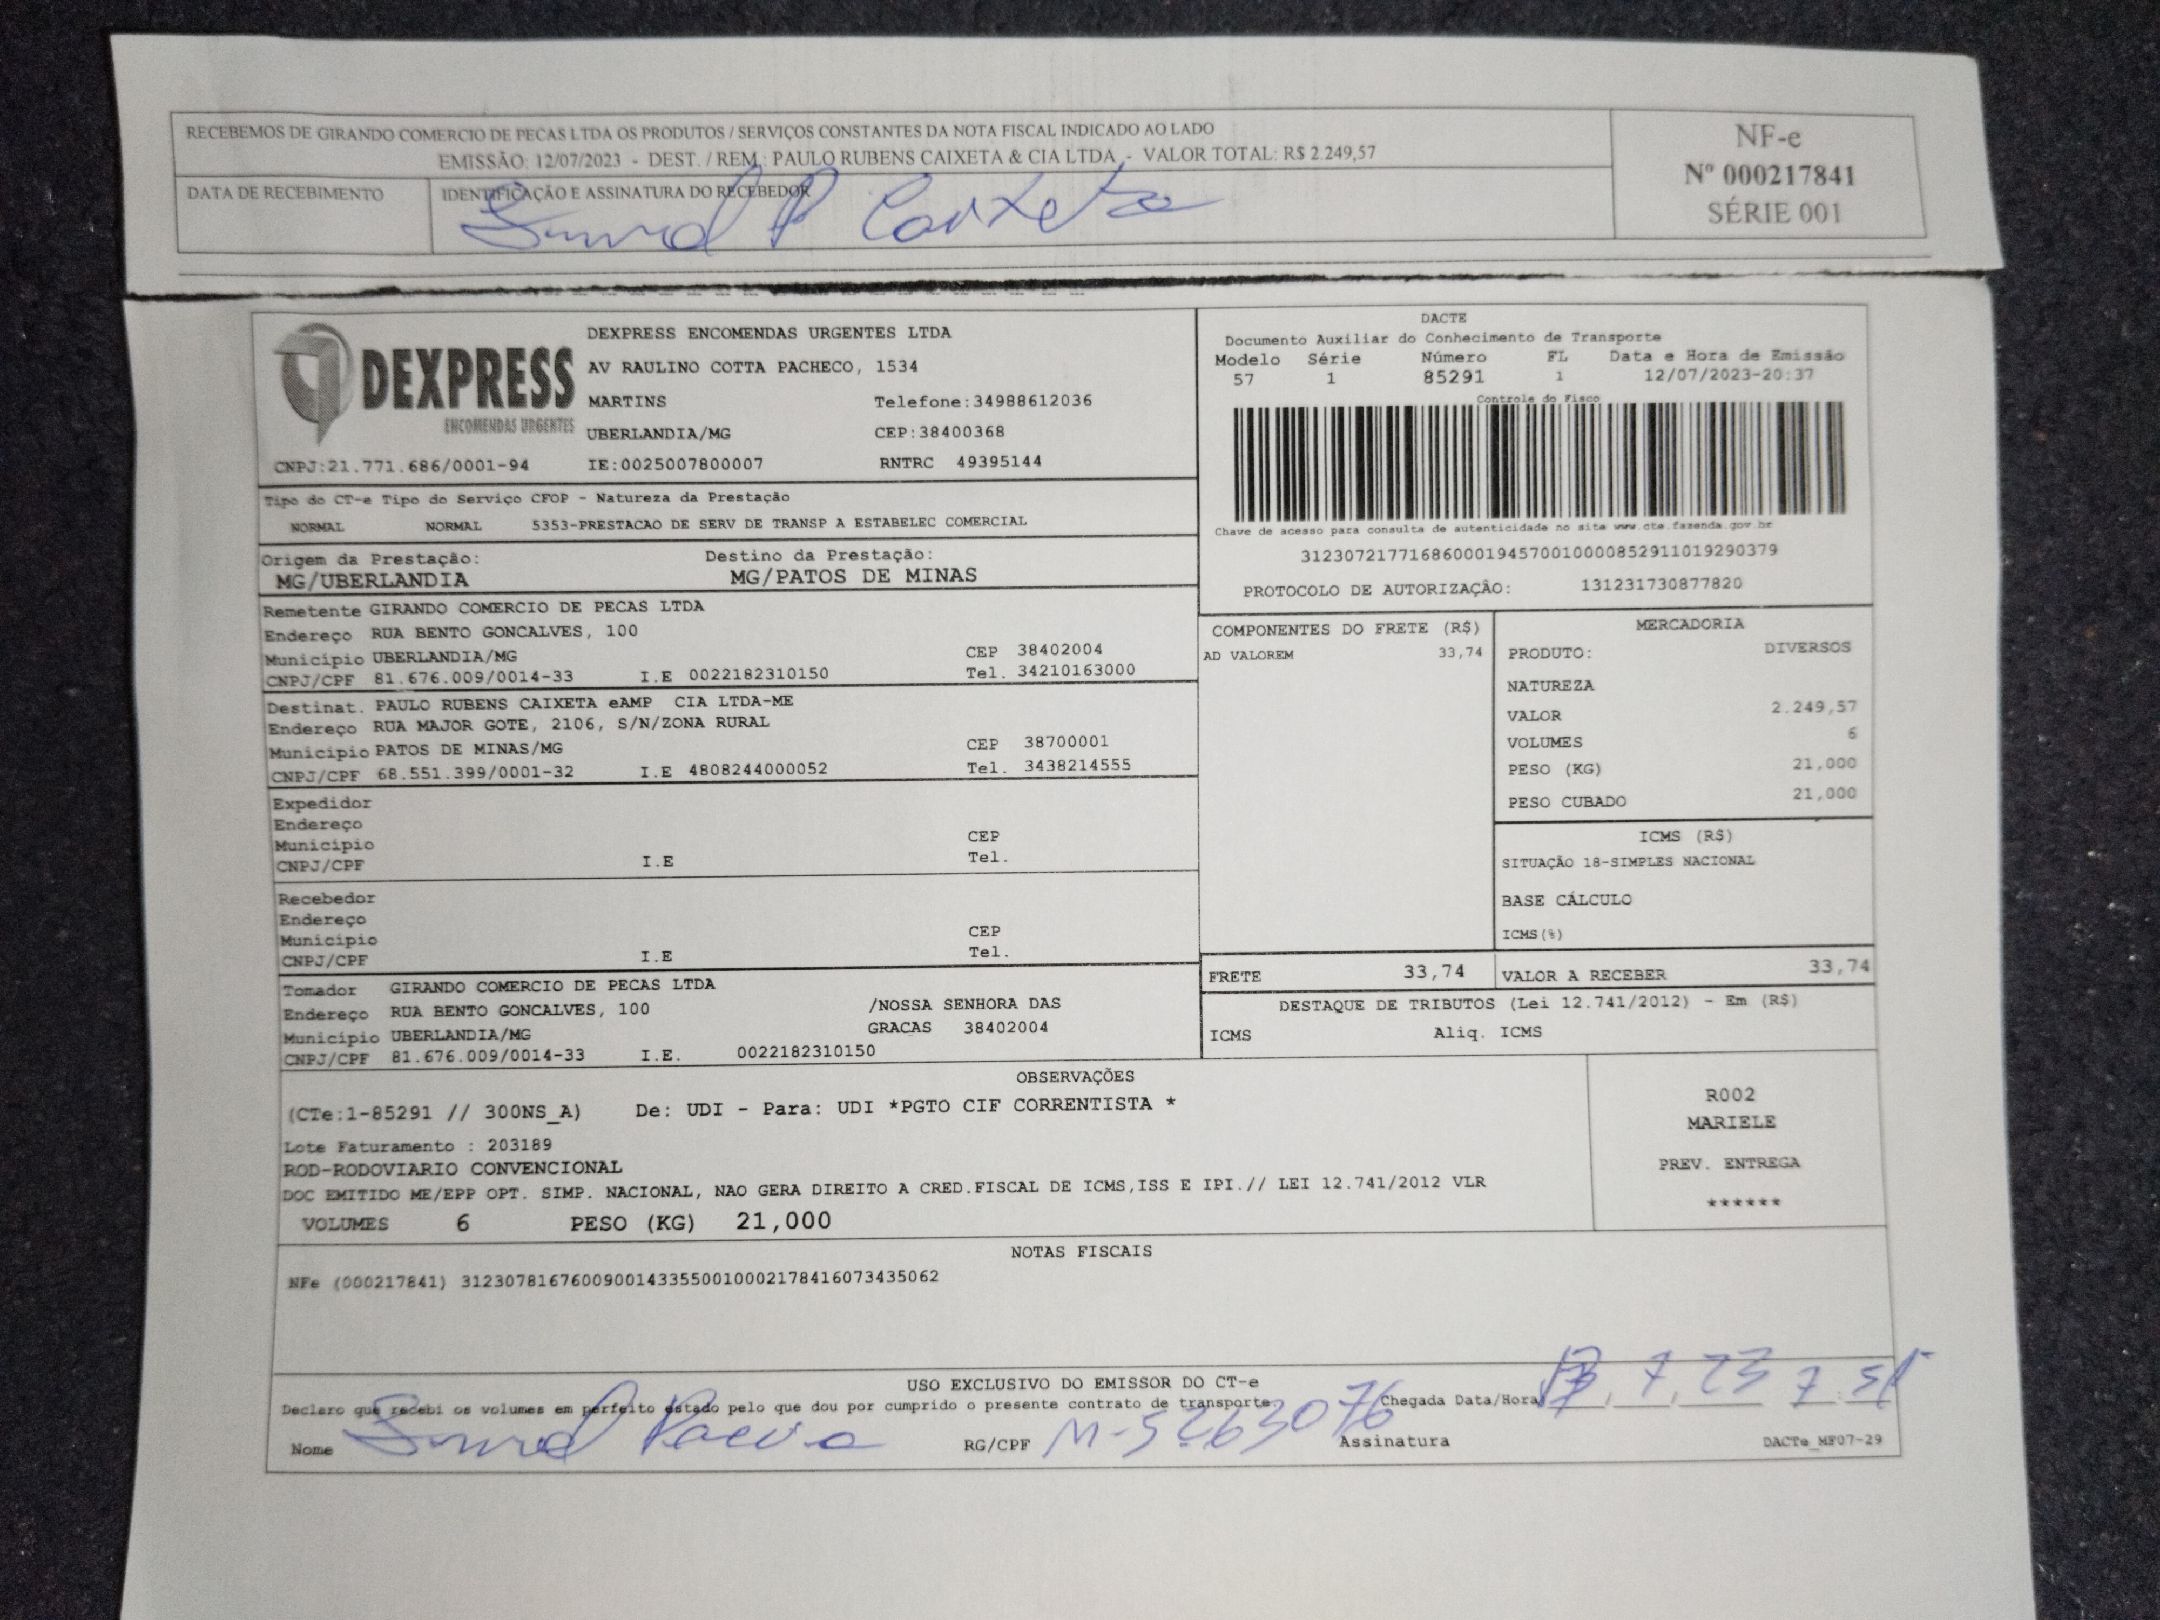 RECEBEMOS DE GIRANDO COMERCIO DE PECAS LTDA OS PRODUTOS / SERVIÇOS CONSTANTES DA NOTA FISCAL INDICADO AO LADO
EMISSÃO: 12/07/2023 - DEST. / REM.: PAULO RUBENS CAIXETA & CIA LTDA - VALOR TOTAL: R$ 2.249,57
DATA DE RECEBIMENTO
IDENTIFICAÇÃO E ASSINATURA DO RECEBEDOR
NF-e
Nº 000217841
SÉRIE 001
DEXPRESS
ENCOMENDAS URGENTES
DEXPRESS ENCOMENDAS URGENTES LTDA
AV RAULINO COTTA PACHECO, 1534
MARTINS Telefone:34988612036
UBERLANDIA/MG CEP:38400368
CNPJ:21.771.686/0001-94 IE:0025007800007 RNTRC 49395144
DACTE
Documento Auxiliar do Conhecimento de Transporte
Modelo Série Número FL Data e Hora de Emissão
57 1 85291 1 12/07/2023-20:37
Controle do Fisco
Chave de acesso para consulta de autenticidade no site www.cte.fazenda.gov.br
31230721771686000194570010000852911019290379
PROTOCOLO DE AUTORIZAÇÃO: 131231730877820
Tipo do CT-e Tipo do Serviço CFOP - Natureza da Prestação
NORMAL NORMAL 5353-PRESTACAO DE SERV DE TRANSP A ESTABELEC COMERCIAL
Origem da Prestação: Destino da Prestação:
MG/UBERLANDIA MG/PATOS DE MINAS
Remetente GIRANDO COMERCIO DE PECAS LTDA
Endereço RUA BENTO GONCALVES, 100
Município UBERLANDIA/MG CEP 38402004
CNPJ/CPF 81.676.009/0014-33 I.E 0022182310150 Tel. 34210163000
Destinat. PAULO RUBENS CAIXETA eAMP CIA LTDA-ME
Endereço RUA MAJOR GOTE, 2106, S/N/ZONA RURAL
Município PATOS DE MINAS/MG CEP 38700001
CNPJ/CPF 68.551.399/0001-32 I.E 4808244000052 Tel. 3438214555
Expedidor
Endereço
Município CEP
CNPJ/CPF I.E Tel.
Recebedor
Endereço
Município CEP
CNPJ/CPF I.E Tel.
Tomador GIRANDO COMERCIO DE PECAS LTDA
Endereço RUA BENTO GONCALVES, 100 /NOSSA SENHORA DAS
Município UBERLANDIA/MG GRACAS 38402004
CNPJ/CPF 81.676.009/0014-33 I.E. 0022182310150
COMPONENTES DO FRETE (R$)
AD VALOREM 33,74
MERCADORIA
PRODUTO: DIVERSOS
NATUREZA
VALOR 2.249,57
VOLUMES 6
PESO (KG) 21,000
PESO CUBADO 21,000
ICMS (R$)
SITUAÇÃO 18-SIMPLES NACIONAL
BASE CÁLCULO
ICMS(%)
FRETE 33,74 VALOR A RECEBER 33,74
DESTAQUE DE TRIBUTOS (Lei 12.741/2012) - Em (R$)
ICMS Aliq. ICMS
OBSERVAÇÕES
(CTe:1-85291 // 300NS_A) De: UDI - Para: UDI *PGTO CIF CORRENTISTA *
Lote Faturamento : 203189
ROD-RODOVIARIO CONVENCIONAL
DOC EMITIDO ME/EPP OPT. SIMP. NACIONAL, NAO GERA DIREITO A CRED.FISCAL DE ICMS,ISS E IPI.// LEI 12.741/2012 VLR
VOLUMES 6 PESO (KG) 21,000
R002
MARIELE
PREV. ENTREGA
******
NOTAS FISCAIS
NFe (000217841) 31230781676009001433550010002178416073435062
USO EXCLUSIVO DO EMISSOR DO CT-e
Declaro que recebi os volumes em perfeito estado pelo que dou por cumprido o presente contrato de transporte. Chegada Data/Hora
Nome RG/CPF M-5263076 Assinatura DACTe_MF07-29